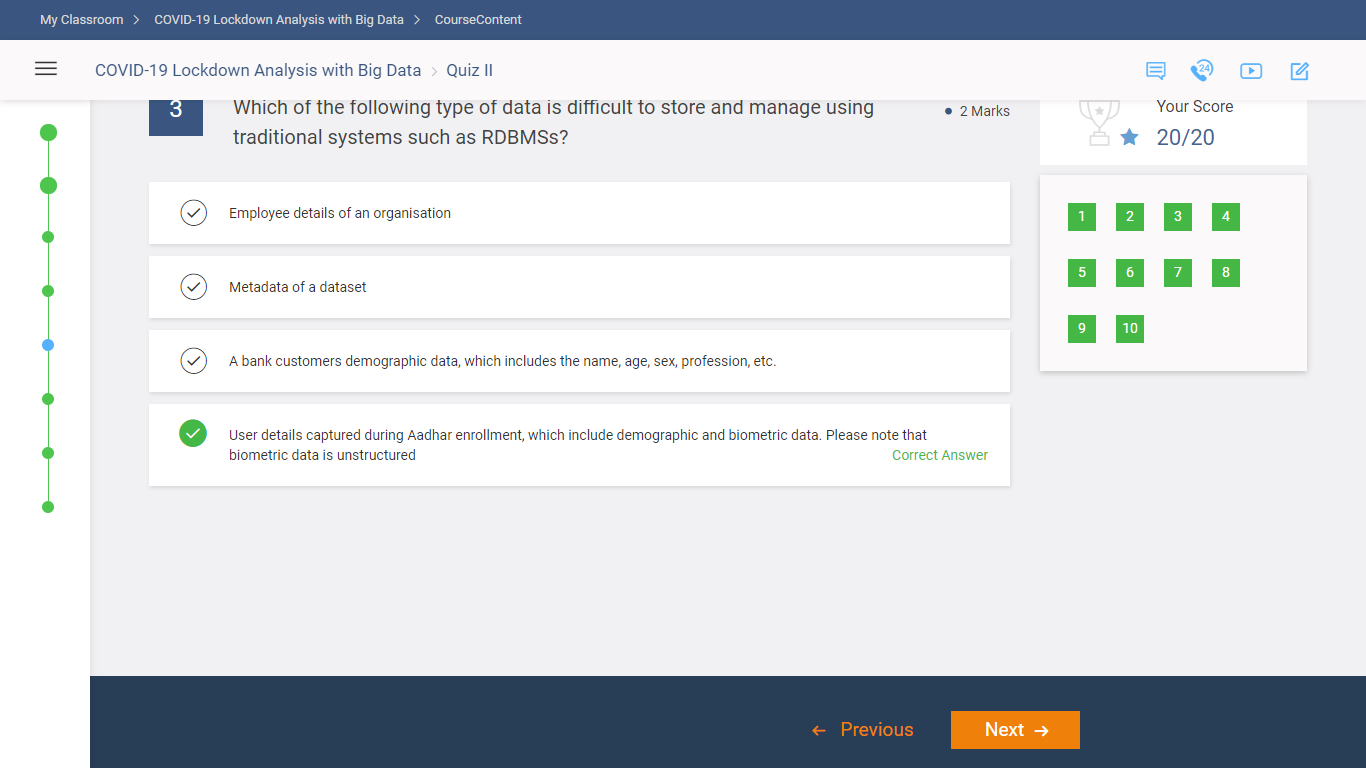 My Classroom > COVID-19 Lockdown Analysis with Big Data > CourseContent
COVID-19 Lockdown Analysis with Big Data > Quiz II
24
3
Which of the following type of data is difficult to store and manage using
traditional systems such as RDBMSs?
• 2 Marks
Employee details of an organisation
Metadata of a dataset
A bank customers demographic data, which includes the name, age, sex, profession, etc.
User details captured during Aadhar enrollment, which include demographic and biometric data. Please note that
biometric data is unstructured
Correct Answer
Your Score
20/20
1 2 3 4
5 6 7 8
9 10
← Previous
Next →